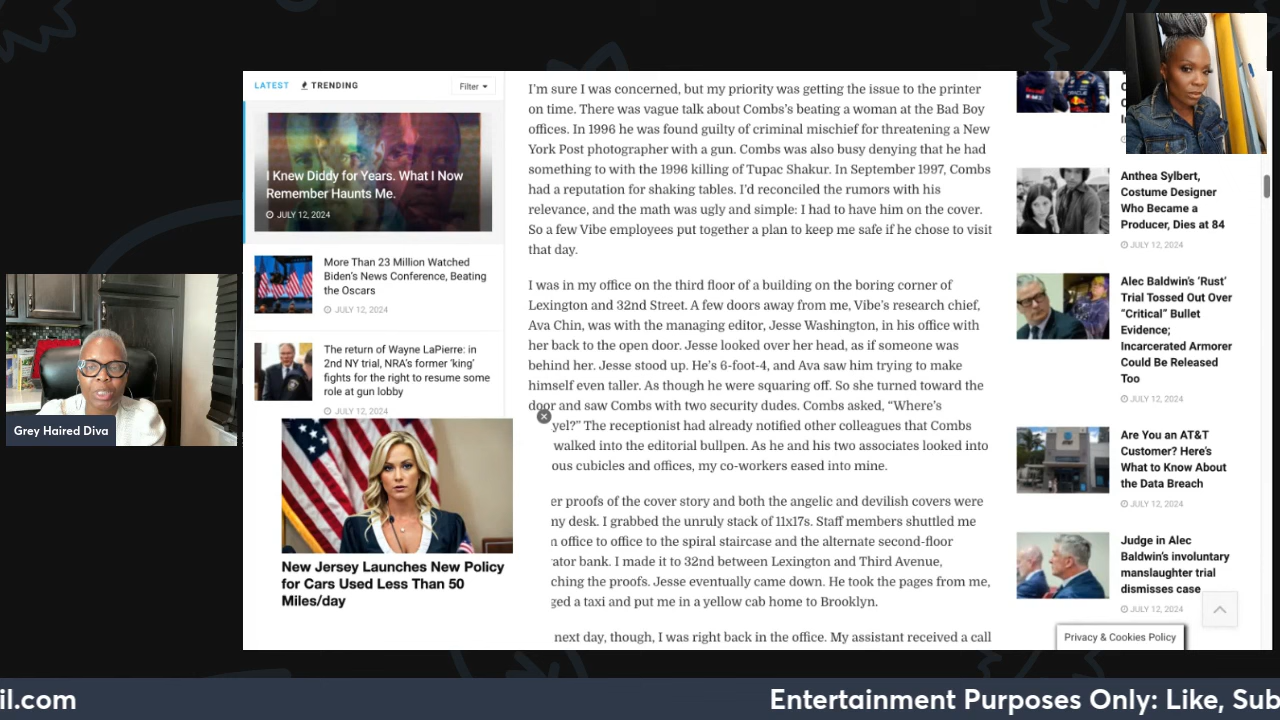 LATEST
TRENDING
Filter
I Knew Diddy for Years. What I Now
Remember Haunts Me.
JULY 12, 2024
More Than 23 Million Watched
Biden's News Conference, Beating
the Oscars
JULY 12, 2024
The return of Wayne LaPierre: in
2nd NY trial, NRA's former 'king'
fights for the right to resume some
role at gun lobby
JULY 12, 2024
New Jersey Launches New Policy
for Cars Used Less Than 50
Miles/day
Grey Haired Diva
I'm sure I was concerned, but my priority was getting the issue to the printer
on time. There was vague talk about Combs's beating a woman at the Bad Boy
offices. In 1996 he was found guilty of criminal mischief for threatening a New
York Post photographer with a gun. Combs was also busy denying that he had
something to with the 1996 killing of Tupac Shakur. In September 1997, Combs
had a reputation for shaking tables. I'd reconciled the rumors with his
relevance, and the math was ugly and simple: I had to have him on the cover.
So a few Vibe employees put together a plan to keep me safe if he chose to visit
that day.
I was in my office on the third floor of a building on the boring corner of
Lexington and 32nd Street. A few doors away from me, Vibe's research chief,
Ava Chin, was with the managing editor, Jesse Washington, in his office with
her back to the open door. Jesse looked over her head, as if someone was
behind her. Jesse stood up. He's 6-foot-4, and Ava saw him trying to make
himself even taller. As though he were squaring off. So she turned toward the
door and saw Combs with two security dudes. Combs asked, "Where's
yel?" The receptionist had already notified other colleagues that Combs
walked into the editorial bullpen. As he and his two associates looked into
ous cubicles and offices, my co-workers eased into mine.
er proofs of the cover story and both the angelic and devilish covers were
ny desk. I grabbed the unruly stack of 11x17s. Staff members shuttled me
n office to office to the spiral staircase and the alternate second-floor
ator bank. I made it to 32nd between Lexington and Third Avenue,
ching the proofs. Jesse eventually came down. He took the pages from me,
ged a taxi and put me in a yellow cab home to Brooklyn.
next day, though, I was right back in the office. My assistant received a call
Anthea Sylbert,
Costume Designer
Who Became a
Producer, Dies at 84
JULY 12, 2024
Alec Baldwin's 'Rust'
Trial Tossed Out Over
"Critical" Bullet
Evidence;
Incarcerated Armorer
Could Be Released
Too
JULY 12, 2024
Are You an AT&T
Customer? Here's
What to Know About
the Data Breach
JULY 12, 2024
Judge in Alec
Baldwin's involuntary
manslaughter trial
dismisses case
JULY 12, 2024
Privacy & Cookies Policy
il.com
Entertainment Purposes Only: Like, Sub